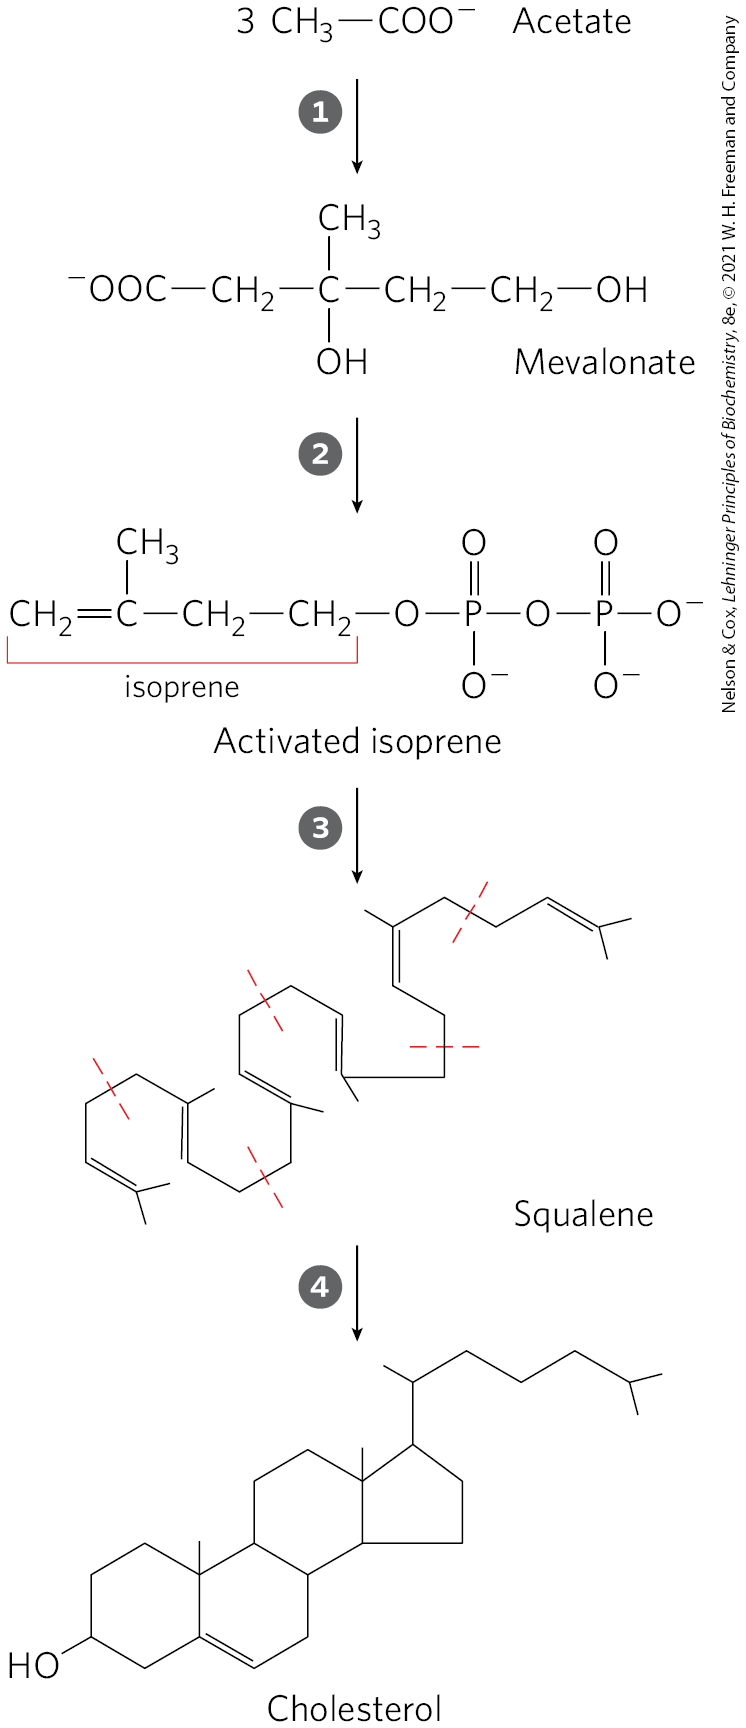 3 CH₃—COO⁻ Acetate
1
CH₃
⁻OOC—CH₂—C—CH₂—CH₂—OH
OH
Mevalonate
2
CH₃ O O
CH₂=C—CH₂—CH₂—O—P—O—P—O⁻
O⁻ O⁻
isoprene
Activated isoprene
3
Squalene
4
HO
Cholesterol
Nelson & Cox, Lehninger Principles of Biochemistry, 8e, © 2021 W. H. Freeman and Company